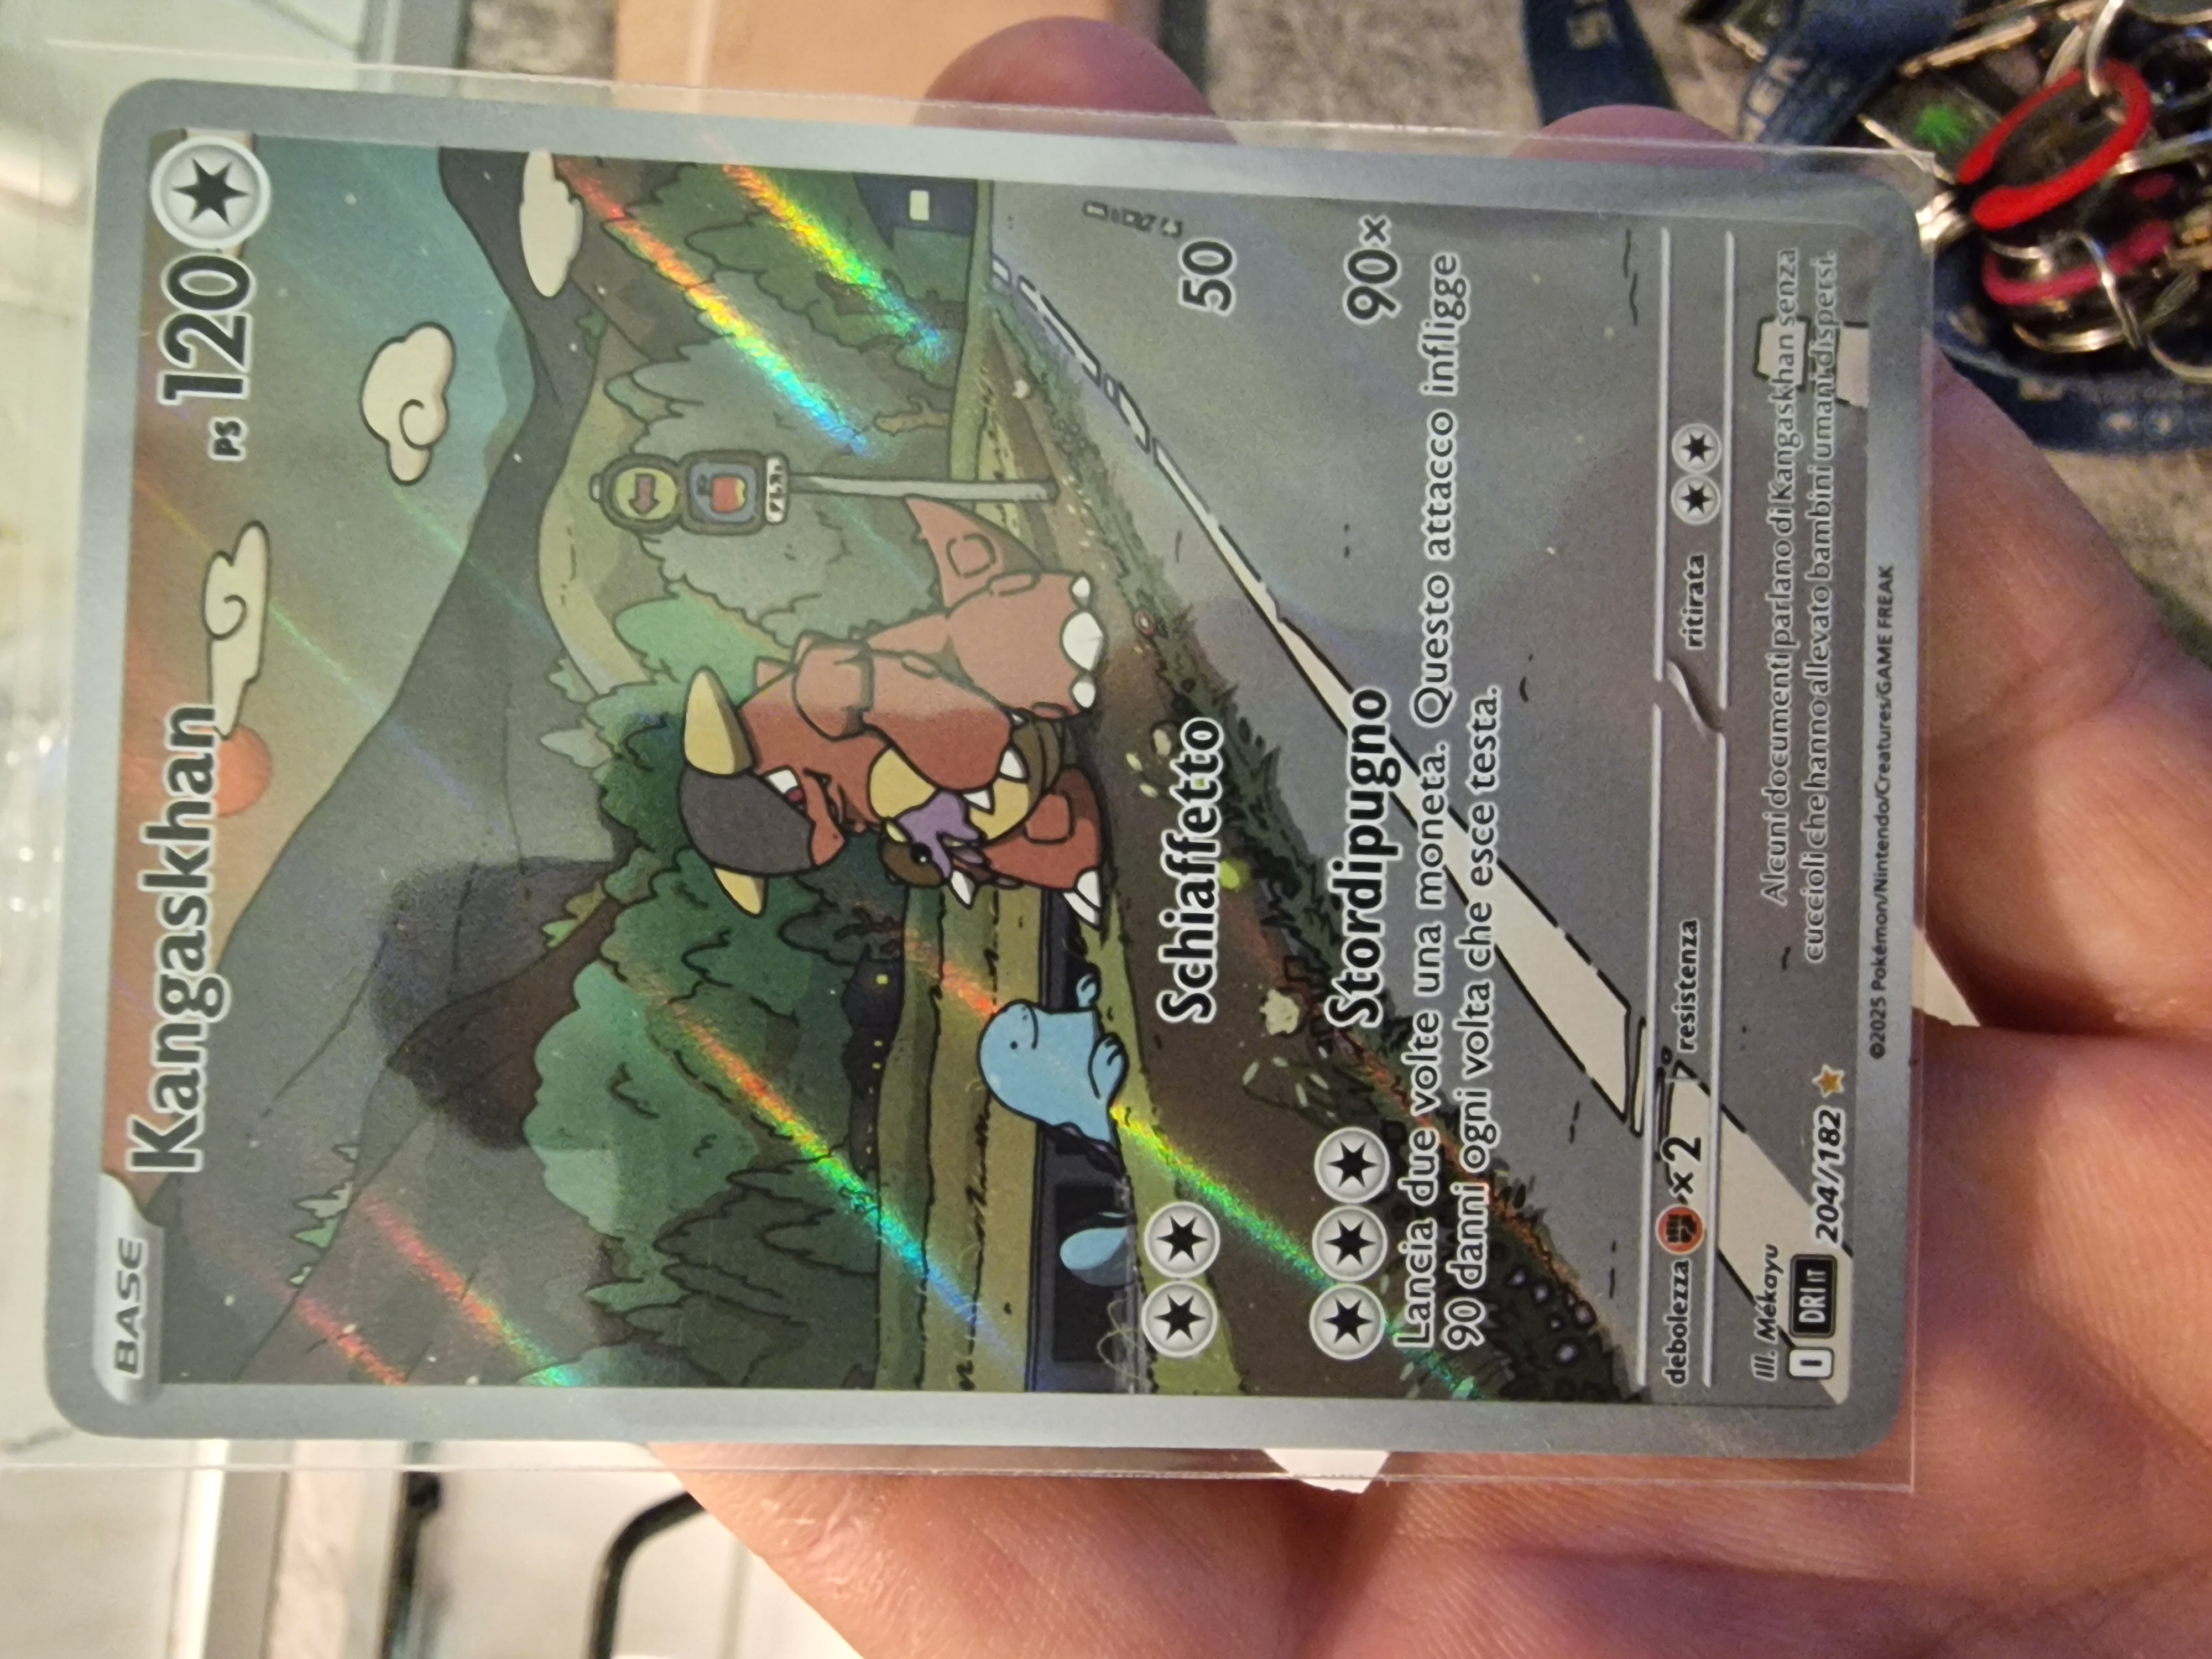 BASE
Kangaskhan
PS 120
Schiaffetto 50
Stordipugno 90x
Lancia due volte una moneta. Questo attacco infligge
90 danni ogni volta che esce testa.
debolezza x2 resistenza ritirata
Ill. Mékayu
Alcuni documenti parlano di Kangaskhan senza
cuccioli che hanno allevato bambini umani dispersi.
I DRI IT 204/182
©2025 Pokémon/Nintendo/Creatures/GAME FREAK